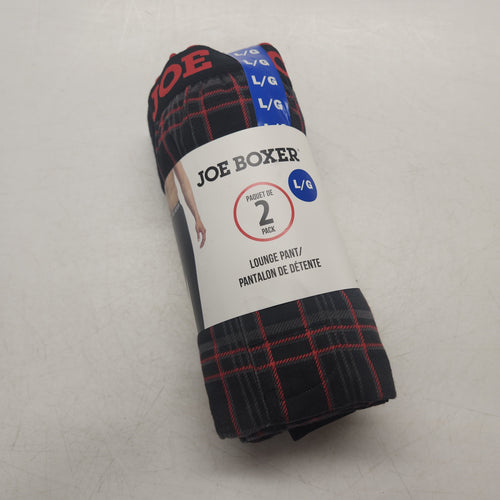 JOE
L/G
L/G
L/G
L/G
JOE BOXER
L/G
PAQUET DE
2
PACK
LOUNGE PANT/
PANTALON DE DÉTENTE